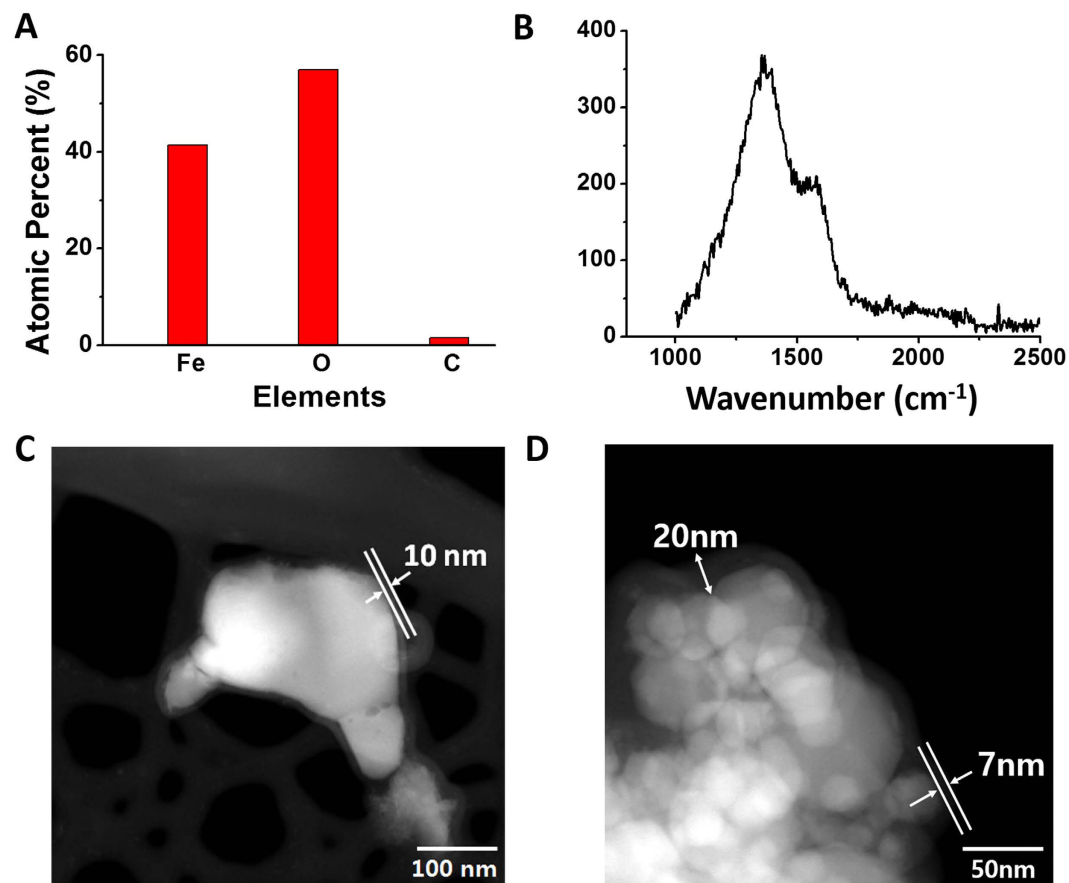 A
Atomic Percent (%)
60
40
20
0
Fe O C
Elements
B
400
300
200
100
0
1000 1500 2000 2500
Wavenumber (cm-1)
C
10 nm
100 nm
D
20nm
7nm
50nm